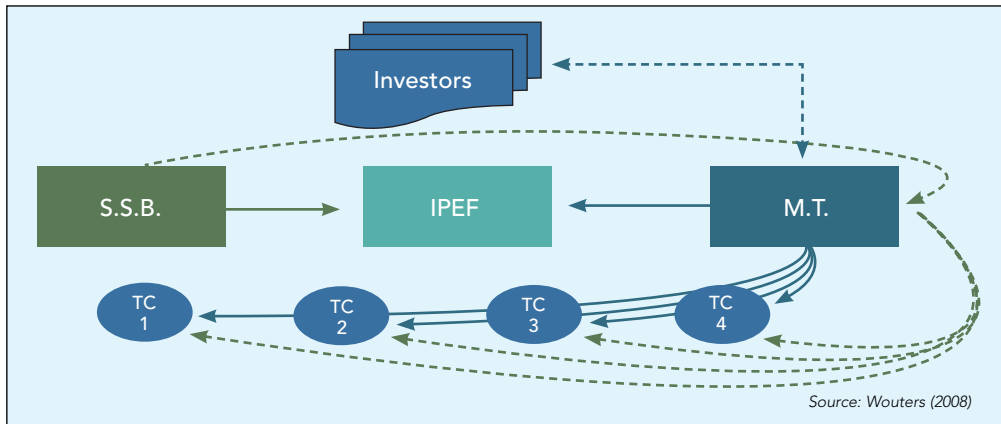 Investors
S.S.B.
IPEF
M.T.
TC
1
TC
2
TC
3
TC
4
Source: Wouters (2008)